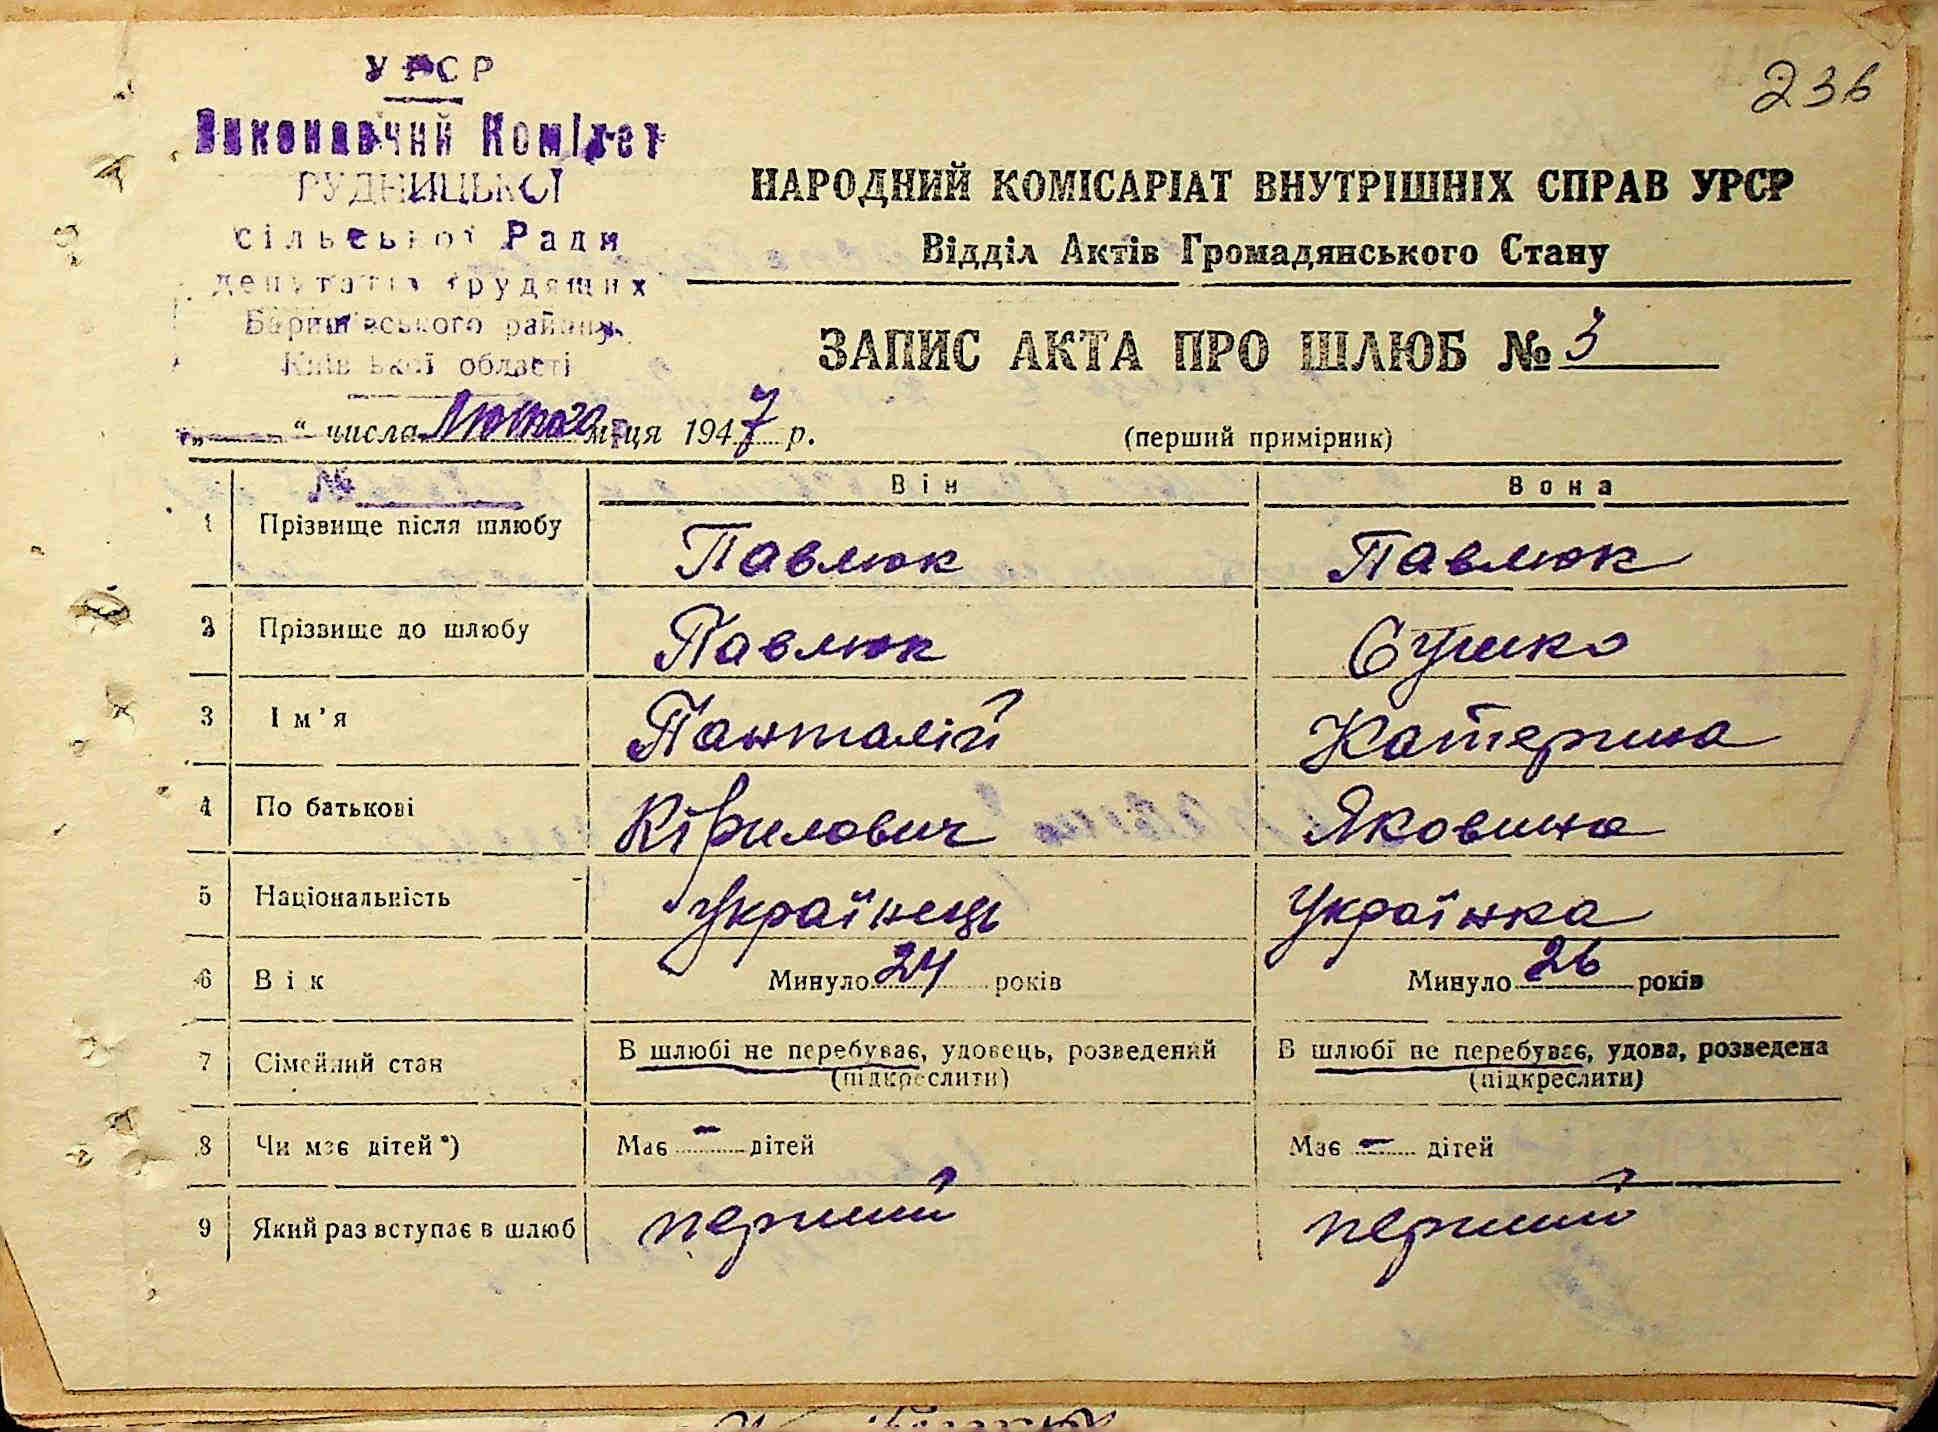 236
УРСР
Виконавчий Комітет
РУДНИЦЬКОЇ
сільської Ради
депутатів трудящих
Баришівського району
Київської області
НАРОДНИЙ КОМІСАРІАТ ВНУТРІШНІХ СПРАВ УРСР
Відділ Актів Громадянського Стану
ЗАПИС АКТА ПРО ШЛЮБ № 3
„ “ числа Лютого м-ця 1947 р.
(перший примірник)
№
Він Вона
1 Прізвище після шлюбу Павлюк Павлюк
2 Прізвище до шлюбу Павлюк Сушко
3 Ім’я Панталій Катерина
4 По батькові Кірилович Яковина
5 Національність Українець Українка
6 Вік Минуло 24 років Минуло 26 років
7 Сімейний стан В шлюбі не перебуває, удовець, розведений В шлюбі не перебуває, удова, розведена
(підкреслити) (підкреслити)
8 Чи має дітей*) Має – дітей Має – дітей
9 Який раз вступає в шлюб перший перший